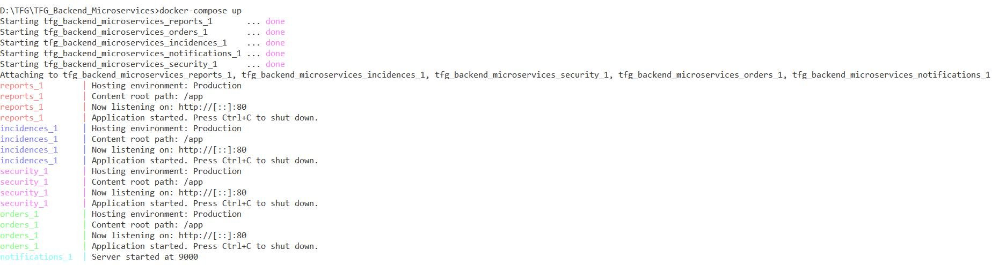 D:\TFG\TFG_Backend_Microservices>docker-compose up
Starting tfg_backend_microservices_reports_1       ... done
Starting tfg_backend_microservices_orders_1        ... done
Starting tfg_backend_microservices_incidences_1    ... done
Starting tfg_backend_microservices_notifications_1 ... done
Starting tfg_backend_microservices_security_1      ... done
Attaching to tfg_backend_microservices_reports_1, tfg_backend_microservices_incidences_1, tfg_backend_microservices_security_1, tfg_backend_microservices_orders_1, tfg_backend_microservices_notifications_1
reports_1        | Hosting environment: Production
reports_1        | Content root path: /app
reports_1        | Now listening on: http://[::]:80
reports_1        | Application started. Press Ctrl+C to shut down.
incidences_1     | Hosting environment: Production
incidences_1     | Content root path: /app
incidences_1     | Now listening on: http://[::]:80
incidences_1     | Application started. Press Ctrl+C to shut down.
security_1       | Hosting environment: Production
security_1       | Content root path: /app
security_1       | Now listening on: http://[::]:80
security_1       | Application started. Press Ctrl+C to shut down.
orders_1         | Hosting environment: Production
orders_1         | Content root path: /app
orders_1         | Now listening on: http://[::]:80
orders_1         | Application started. Press Ctrl+C to shut down.
notifications_1  | Server started at 9000